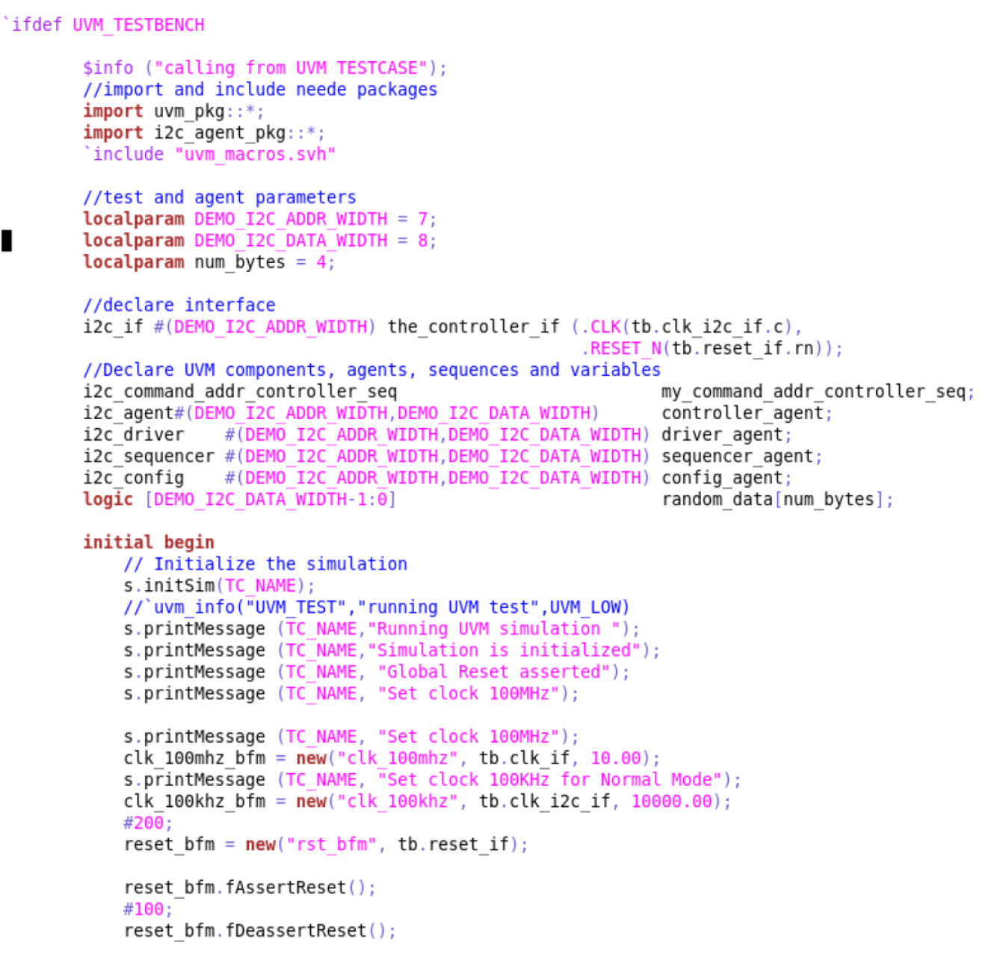 `ifdef UVM_TESTBENCH
$info ("calling from UVM TESTCASE");
//import and include neede packages
import uvm_pkg::*;
import i2c_agent_pkg::*;
`include "uvm_macros.svh"
//test and agent parameters
localparam DEMO_I2C_ADDR_WIDTH = 7;
localparam DEMO_I2C_DATA_WIDTH = 8;
localparam num_bytes = 4;
//declare interface
i2c_if #(DEMO_I2C_ADDR_WIDTH) the_controller_if (.CLK(tb.clk_i2c_if.c),
.RESET_N(tb.reset_if.rn));
//Declare UVM components, agents, sequences and variables
i2c_command_addr_controller_seq my_command_addr_controller_seq;
i2c_agent#(DEMO_I2C_ADDR_WIDTH,DEMO_I2C_DATA_WIDTH) controller_agent;
i2c_driver #(DEMO_I2C_ADDR_WIDTH,DEMO_I2C_DATA_WIDTH) driver_agent;
i2c_sequencer #(DEMO_I2C_ADDR_WIDTH,DEMO_I2C_DATA_WIDTH) sequencer_agent;
i2c_config #(DEMO_I2C_ADDR_WIDTH,DEMO_I2C_DATA_WIDTH) config_agent;
logic [DEMO_I2C_DATA_WIDTH-1:0] random_data[num_bytes];
initial begin
// Initialize the simulation
s.initSim(TC_NAME);
//`uvm_info("UVM_TEST","running UVM test",UVM_LOW)
s.printMessage (TC_NAME,"Running UVM simulation ");
s.printMessage (TC_NAME,"Simulation is initialized");
s.printMessage (TC_NAME, "Global Reset asserted");
s.printMessage (TC_NAME, "Set clock 100MHz");
s.printMessage (TC_NAME, "Set clock 100MHz");
clk_100mhz_bfm = new("clk_100mhz", tb.clk_if, 10.00);
s.printMessage (TC_NAME, "Set clock 100KHz for Normal Mode");
clk_100khz_bfm = new("clk_100khz", tb.clk_i2c_if, 10000.00);
#200;
reset_bfm = new("rst_bfm", tb.reset_if);
reset_bfm.fAssertReset();
#100;
reset_bfm.fDeassertReset();